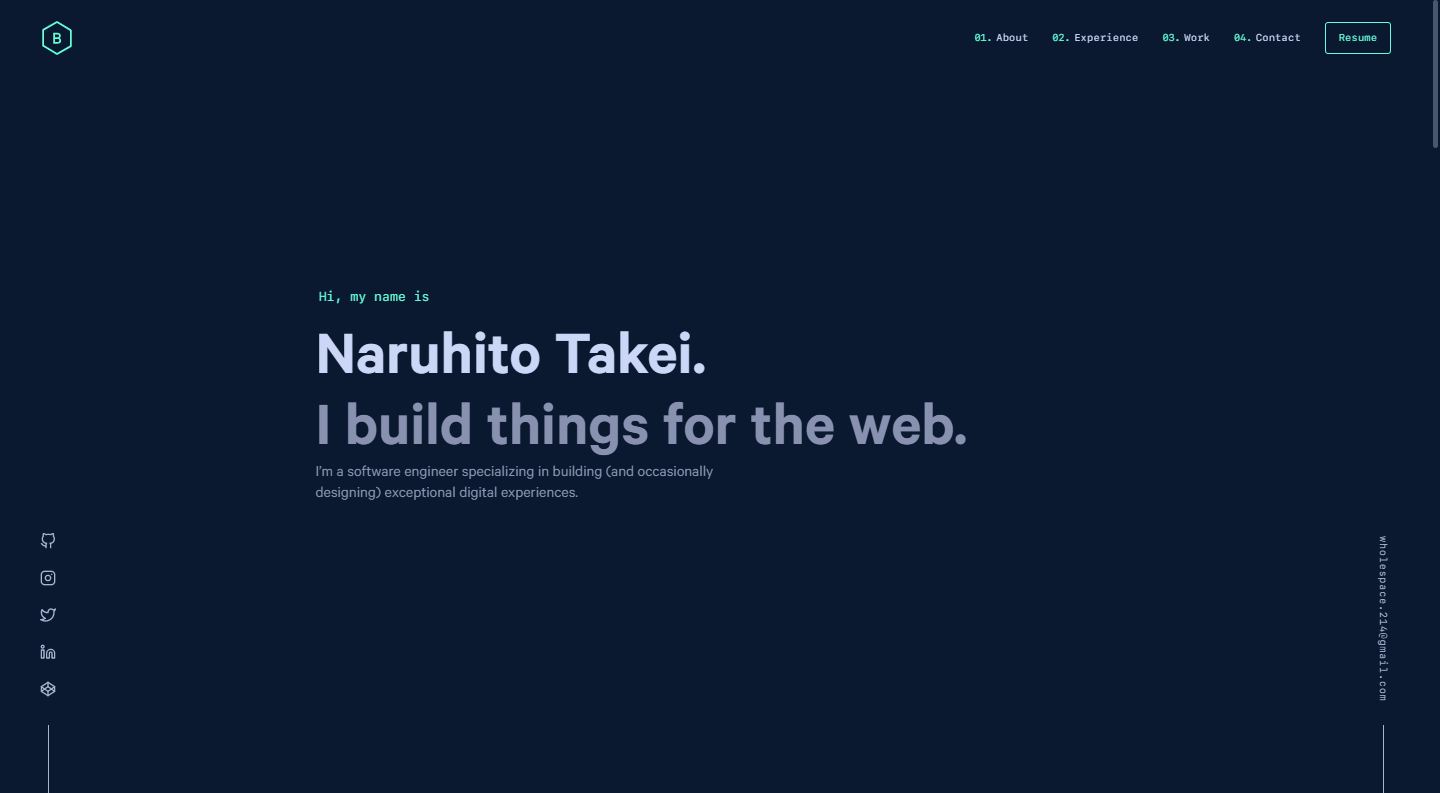 B
01. About
02. Experience
03. Work
04. Contact
Resume
Hi, my name is
Naruhito Takei.
I build things for the web.
I'm a software engineer specializing in building (and occasionally
designing) exceptional digital experiences.
wholespace.214@gmail.com